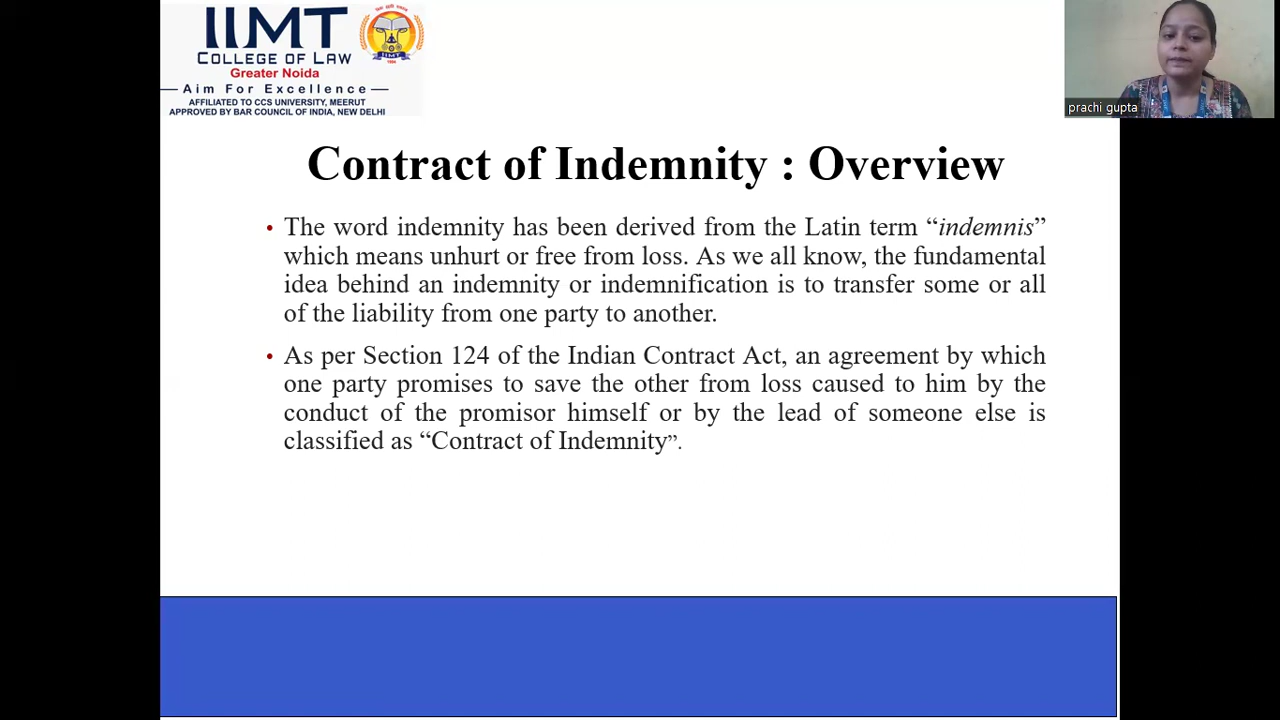 IIMT
COLLEGE OF LAW
Greater Noida
Aim For Excellence
AFFILIATED TO CCS UNIVERSITY, MEERUT
APPROVED BY BAR COUNCIL OF INDIA, NEW DELHI
IIMT
prachi gupta
Contract of Indemnity : Overview
• The word indemnity has been derived from the Latin term “indemnis”
which means unhurt or free from loss. As we all know, the fundamental
idea behind an indemnity or indemnification is to transfer some or all
of the liability from one party to another.
• As per Section 124 of the Indian Contract Act, an agreement by which
one party promises to save the other from loss caused to him by the
conduct of the promisor himself or by the lead of someone else is
classified as “Contract of Indemnity”.